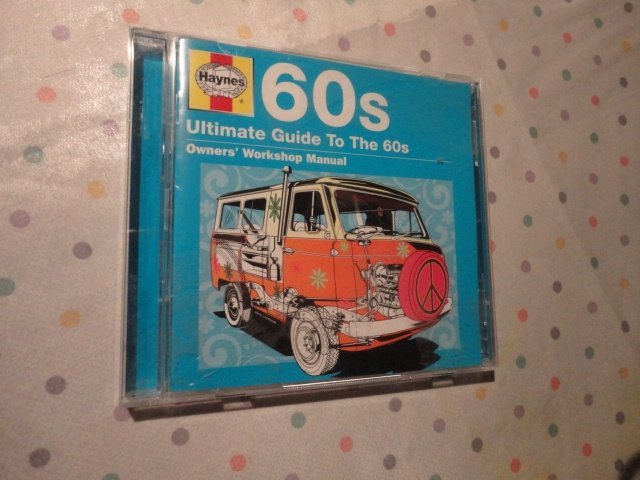 Haynes
60s
Ultimate Guide To The 60s
Owners' Workshop Manual